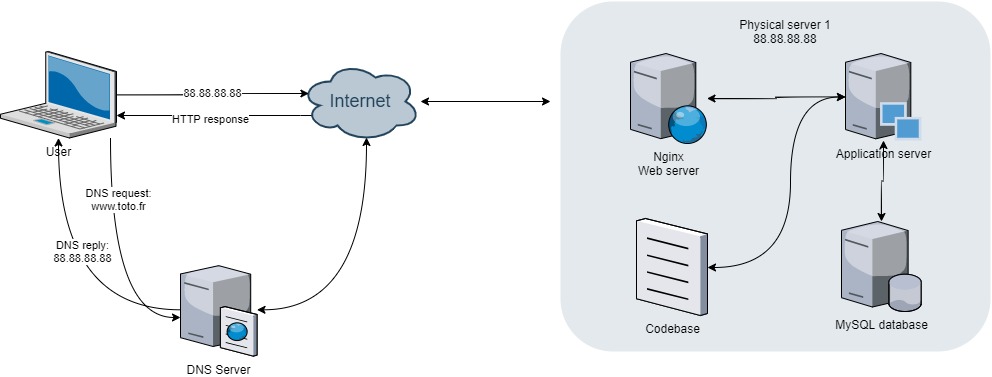 Physical server 1
88.88.88.88
88.88.88.88
Internet
HTTP response
User
Nginx
Web server
Application server
DNS request:
www.toto.fr
DNS reply:
88.88.88.88
Codebase
MySQL database
DNS Server